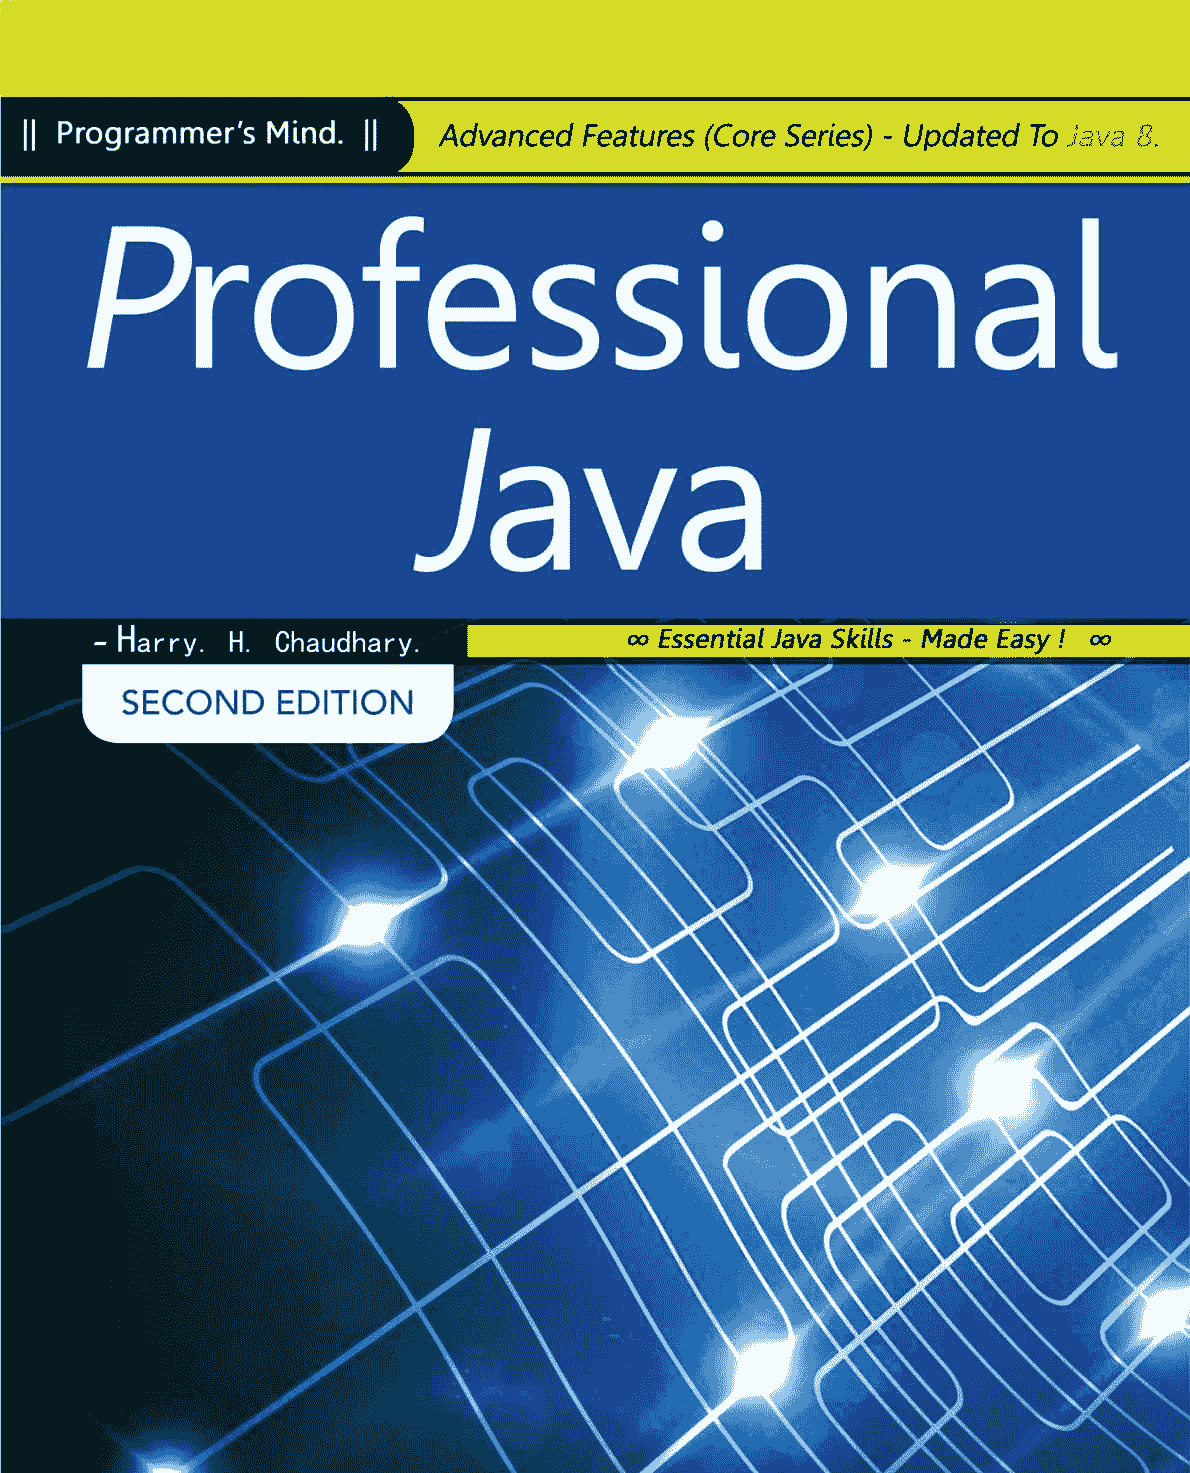 || Programmer's Mind. ||
Advanced Features (Core Series) - Updated To Java 8.
Professional
Java
- Harry. H. Chaudhary.
∞ Essential Java Skills - Made Easy ! ∞
SECOND EDITION